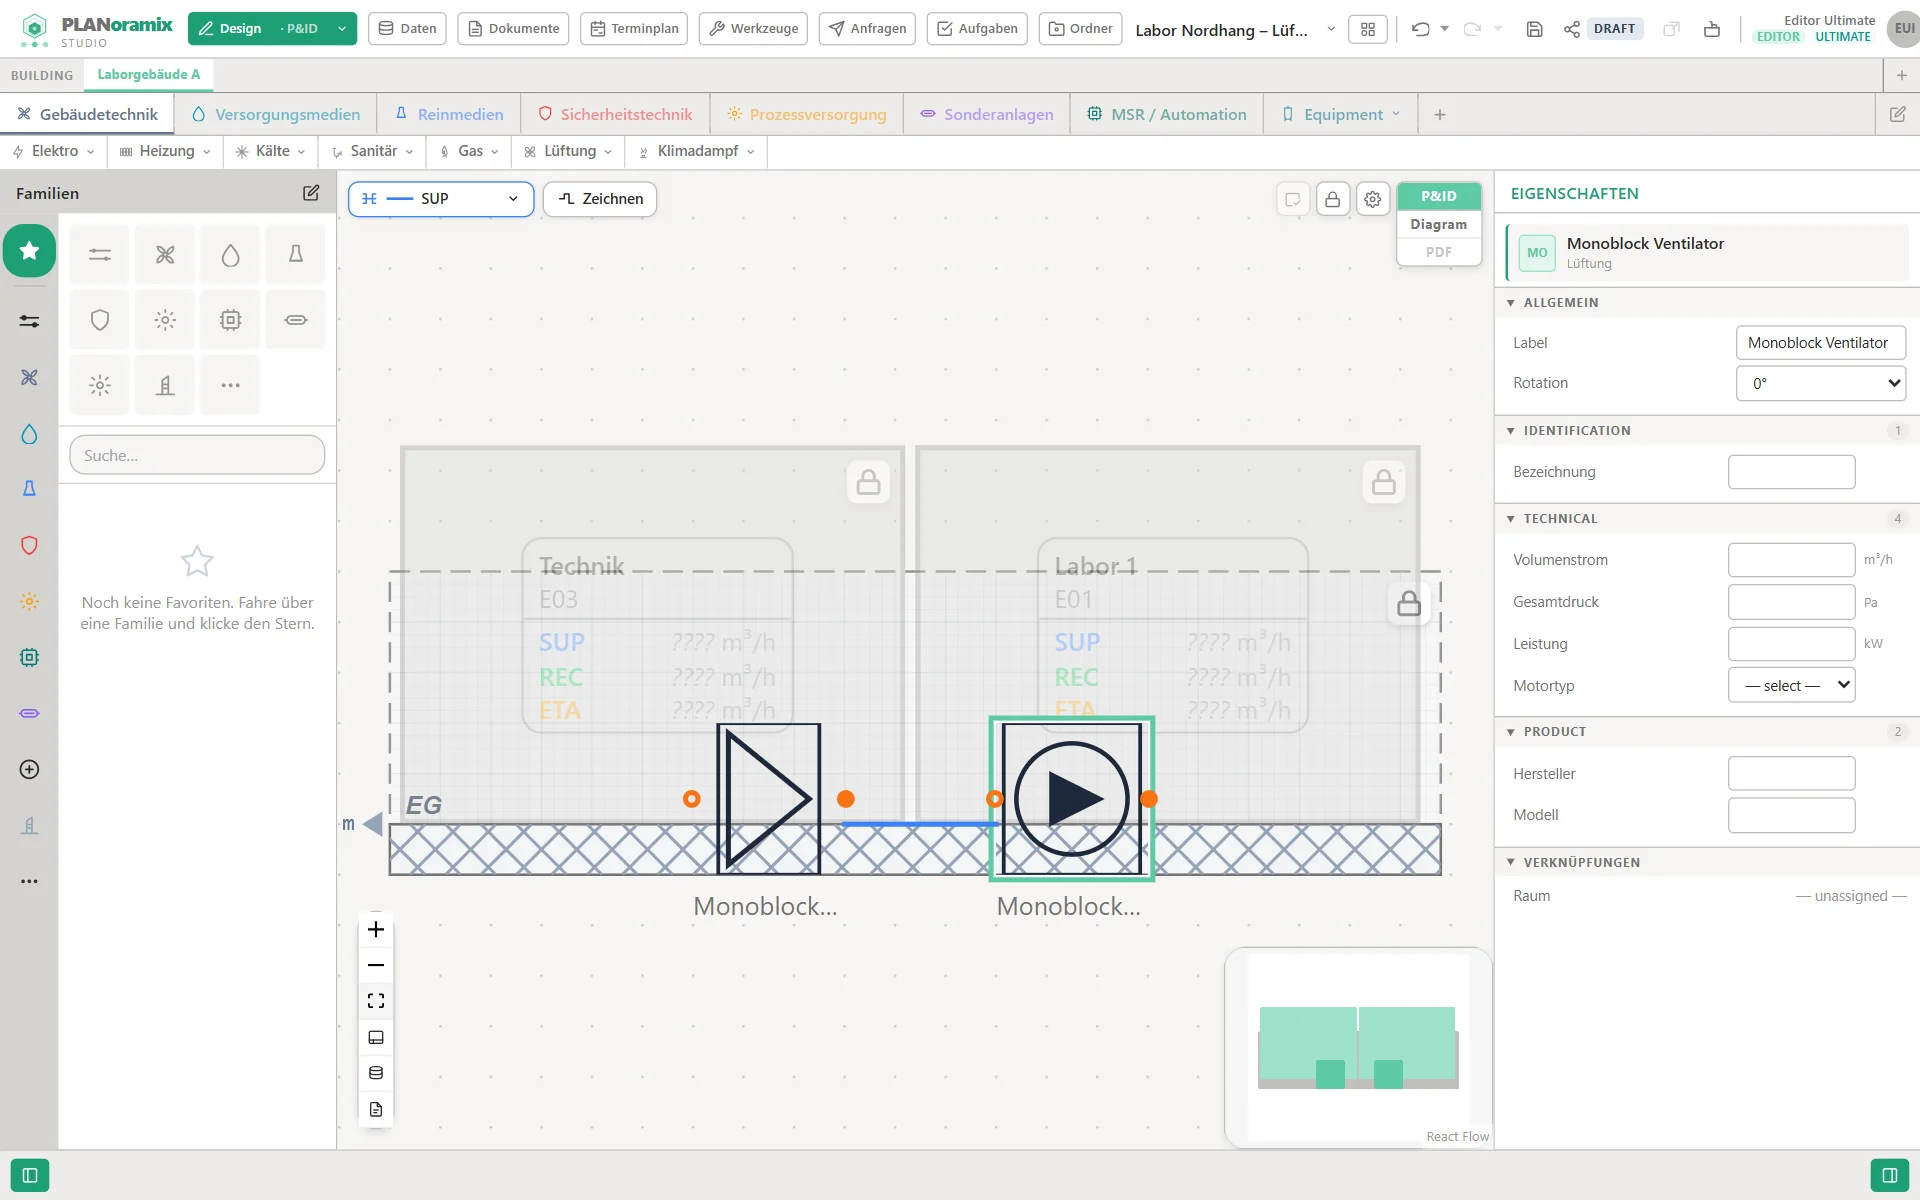 PLANoramix
STUDIO
Design · P&ID
Daten
Dokumente
Terminplan
Werkzeuge
Anfragen
Aufgaben
Ordner
Labor Nordhang – Lüf...
DRAFT
Editor Ultimate
EDITOR ULTIMATE
EUI
BUILDING
Laborgebäude A
Gebäudetechnik
Versorgungsmedien
Reinmedien
Sicherheitstechnik
Prozessversorgung
Sonderanlagen
MSR / Automation
Equipment
Elektro
Heizung
Kälte
Sanitär
Gas
Lüftung
Klimadampf
Familien
Suche...
Noch keine Favoriten. Fahre über
eine Familie und klicke den Stern.
SUP
Zeichnen
P&ID
Diagram
PDF
Technik
E03
SUP ???? m³/h
REC ???? m³/h
ETA ???? m³/h
Labor 1
E01
SUP ???? m³/h
REC ???? m³/h
ETA ???? m³/h
EG
m
Monoblock...
Monoblock...
React Flow
EIGENSCHAFTEN
MO
Monoblock Ventilator
Lüftung
ALLGEMEIN
Label Monoblock Ventilator
Rotation 0°
IDENTIFICATION 1
Bezeichnung
TECHNICAL 4
Volumenstrom m³/h
Gesamtdruck Pa
Leistung kW
Motortyp — select —
PRODUCT 2
Hersteller
Modell
VERKNÜPFUNGEN
Raum — unassigned —